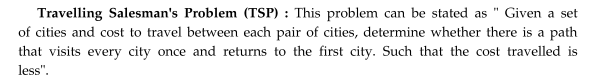 Travelling Salesman's Problem (TSP) : This problem can be stated as " Given a set
of cities and cost to travel between each pair of cities, determine whether there is a path
that visits every city once and returns to the first city. Such that the cost travelled is
less".